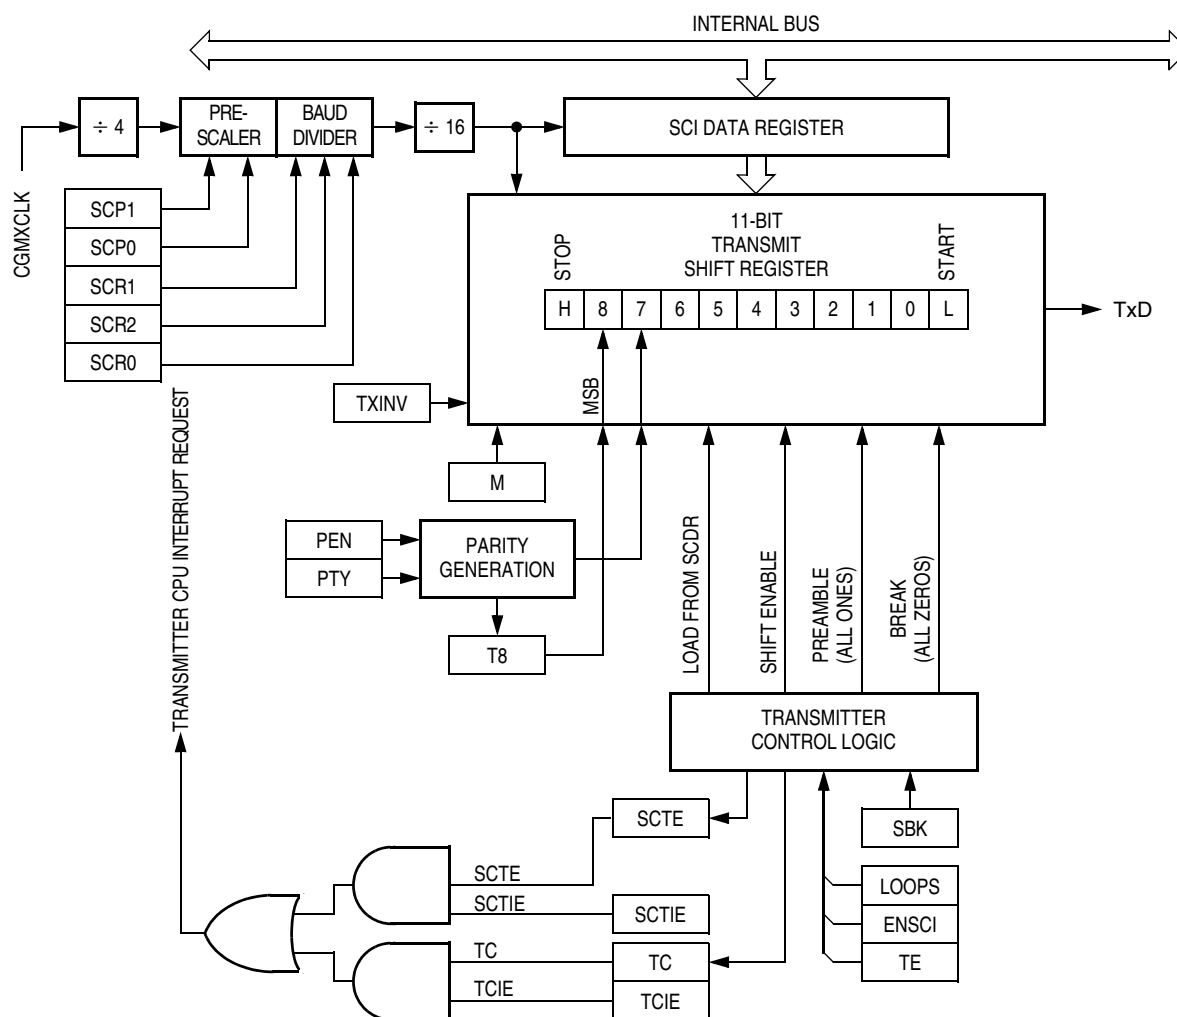 INTERNAL BUS
÷ 4
PRE-
SCALER
BAUD
DIVIDER
÷ 16
SCI DATA REGISTER
CGMXCLK
SCP1
SCP0
SCR1
SCR2
SCR0
11-BIT
TRANSMIT
SHIFT REGISTER
STOP
START
H 8 7 6 5 4 3 2 1 0 L
TxD
MSB
TXINV
M
PEN
PTY
PARITY
GENERATION
T8
TRANSMITTER CPU INTERRUPT REQUEST
LOAD FROM SCDR
SHIFT ENABLE
PREAMBLE
(ALL ONES)
BREAK
(ALL ZEROS)
TRANSMITTER
CONTROL LOGIC
SCTE
SBK
SCTE
SCTIE
SCTIE
LOOPS
ENSCI
TE
TC
TC
TCIE
TCIE